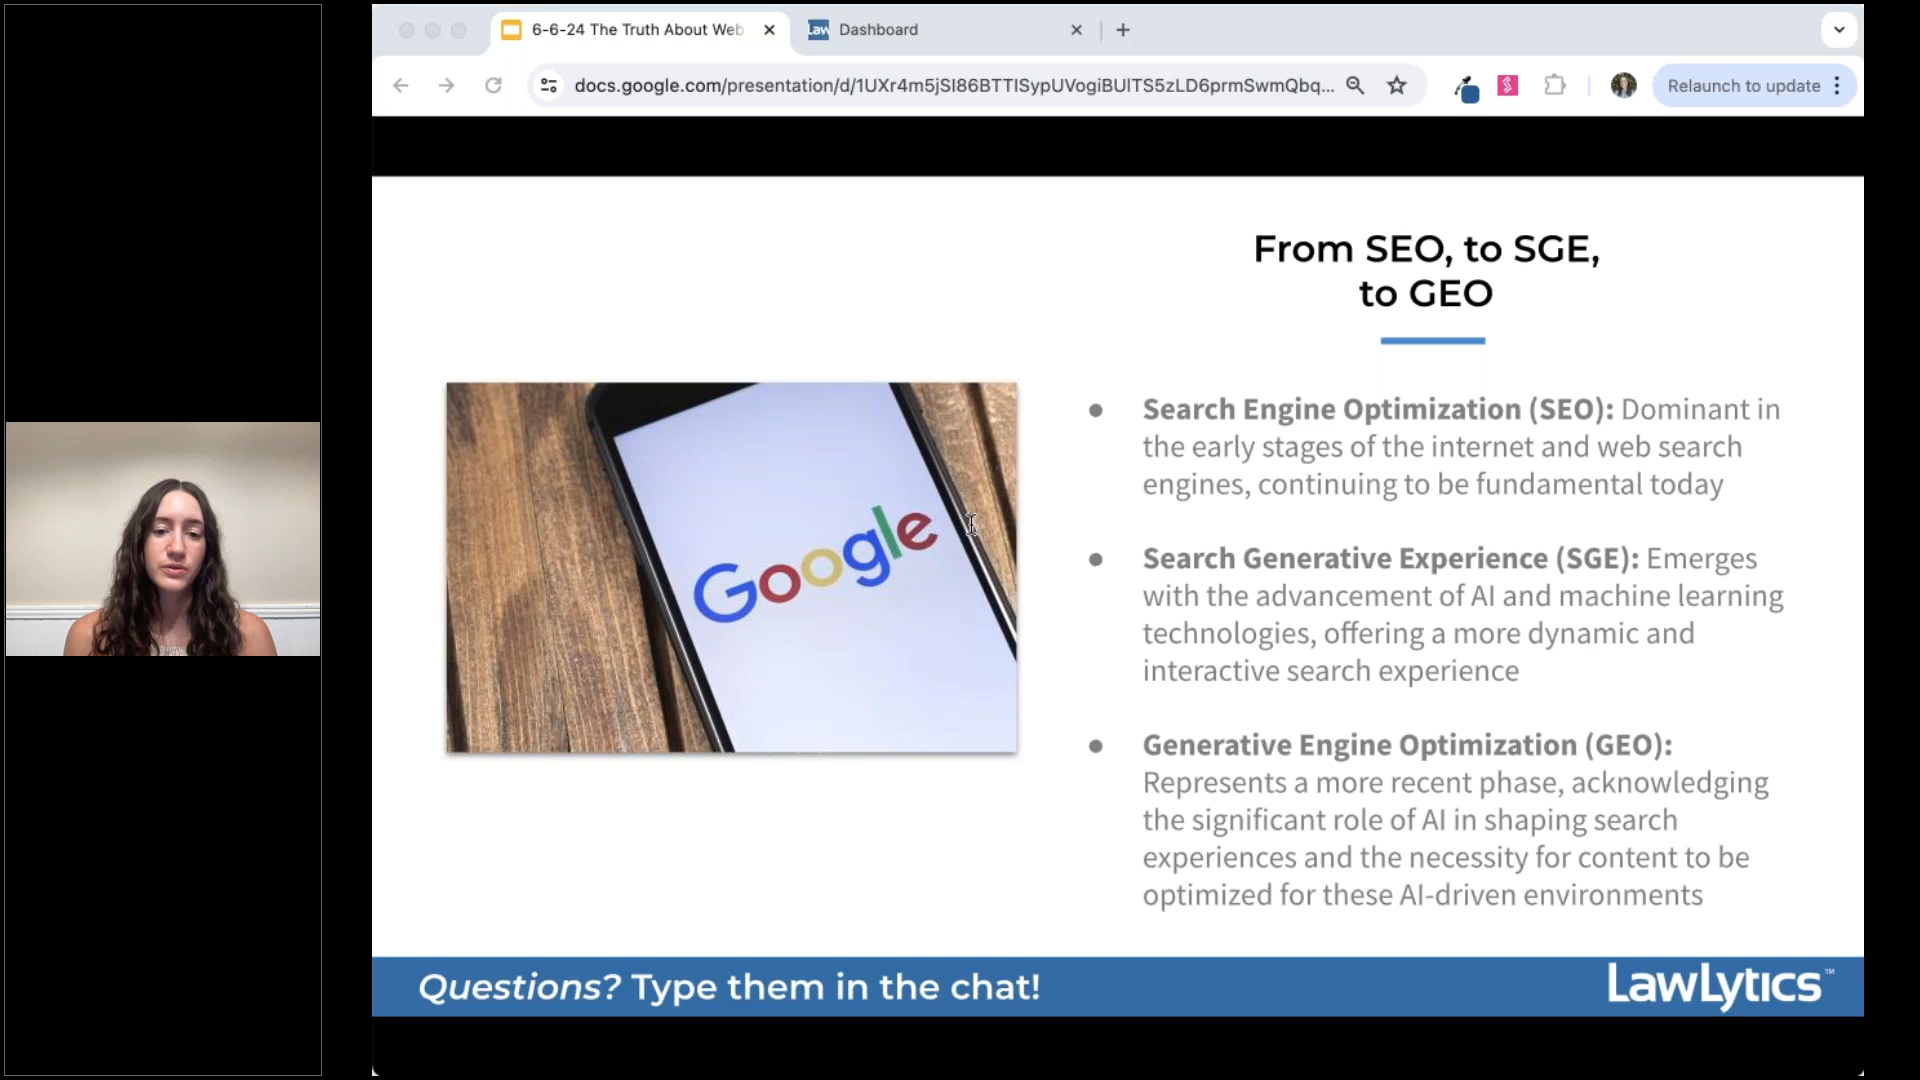 6-6-24 The Truth About Web
Law
Dashboard
docs.google.com/presentation/d/1UXr4m5jSI86BTTISypUVogiBUlTS5zLD6prmSwmQbq...
Relaunch to update
From SEO, to SGE,
to GEO
Google
● Search Engine Optimization (SEO): Dominant in
the early stages of the internet and web search
engines, continuing to be fundamental today
● Search Generative Experience (SGE): Emerges
with the advancement of AI and machine learning
technologies, offering a more dynamic and
interactive search experience
● Generative Engine Optimization (GEO):
Represents a more recent phase, acknowledging
the significant role of AI in shaping search
experiences and the necessity for content to be
optimized for these AI-driven environments
Questions? Type them in the chat!
LawLytics™